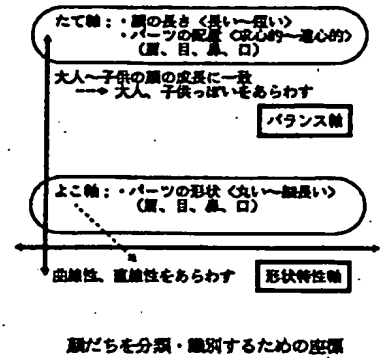 たて軸:・顔の長さ<長い〜短い>
・パーツの配置<求心的〜遠心的>
(眉、目、鼻、口)
大人〜子供の顔の成長に一致
---→ 大人、子供っぽいをあらわす
バランス軸
よこ軸:・パーツの形状<丸い〜細長い>
(眉、目、鼻、口)
曲線性、直線性をあらわす
形状特性軸
顔だちを分類・識別するための座標